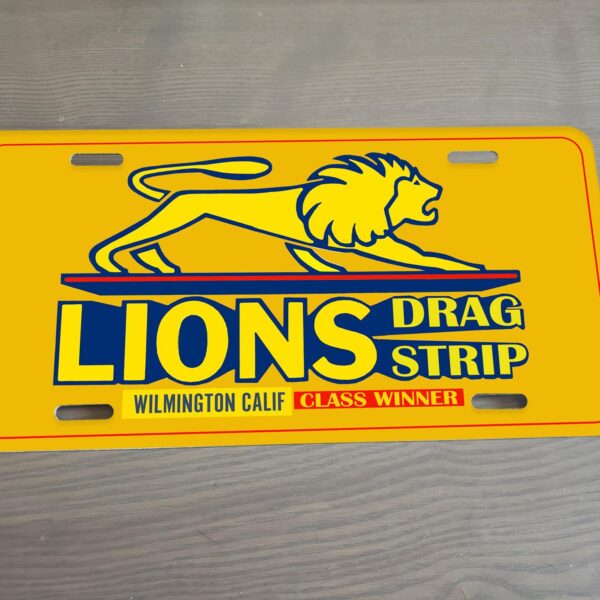 LIONS DRAG
STRIP
WILMINGTON CALIF CLASS WINNER